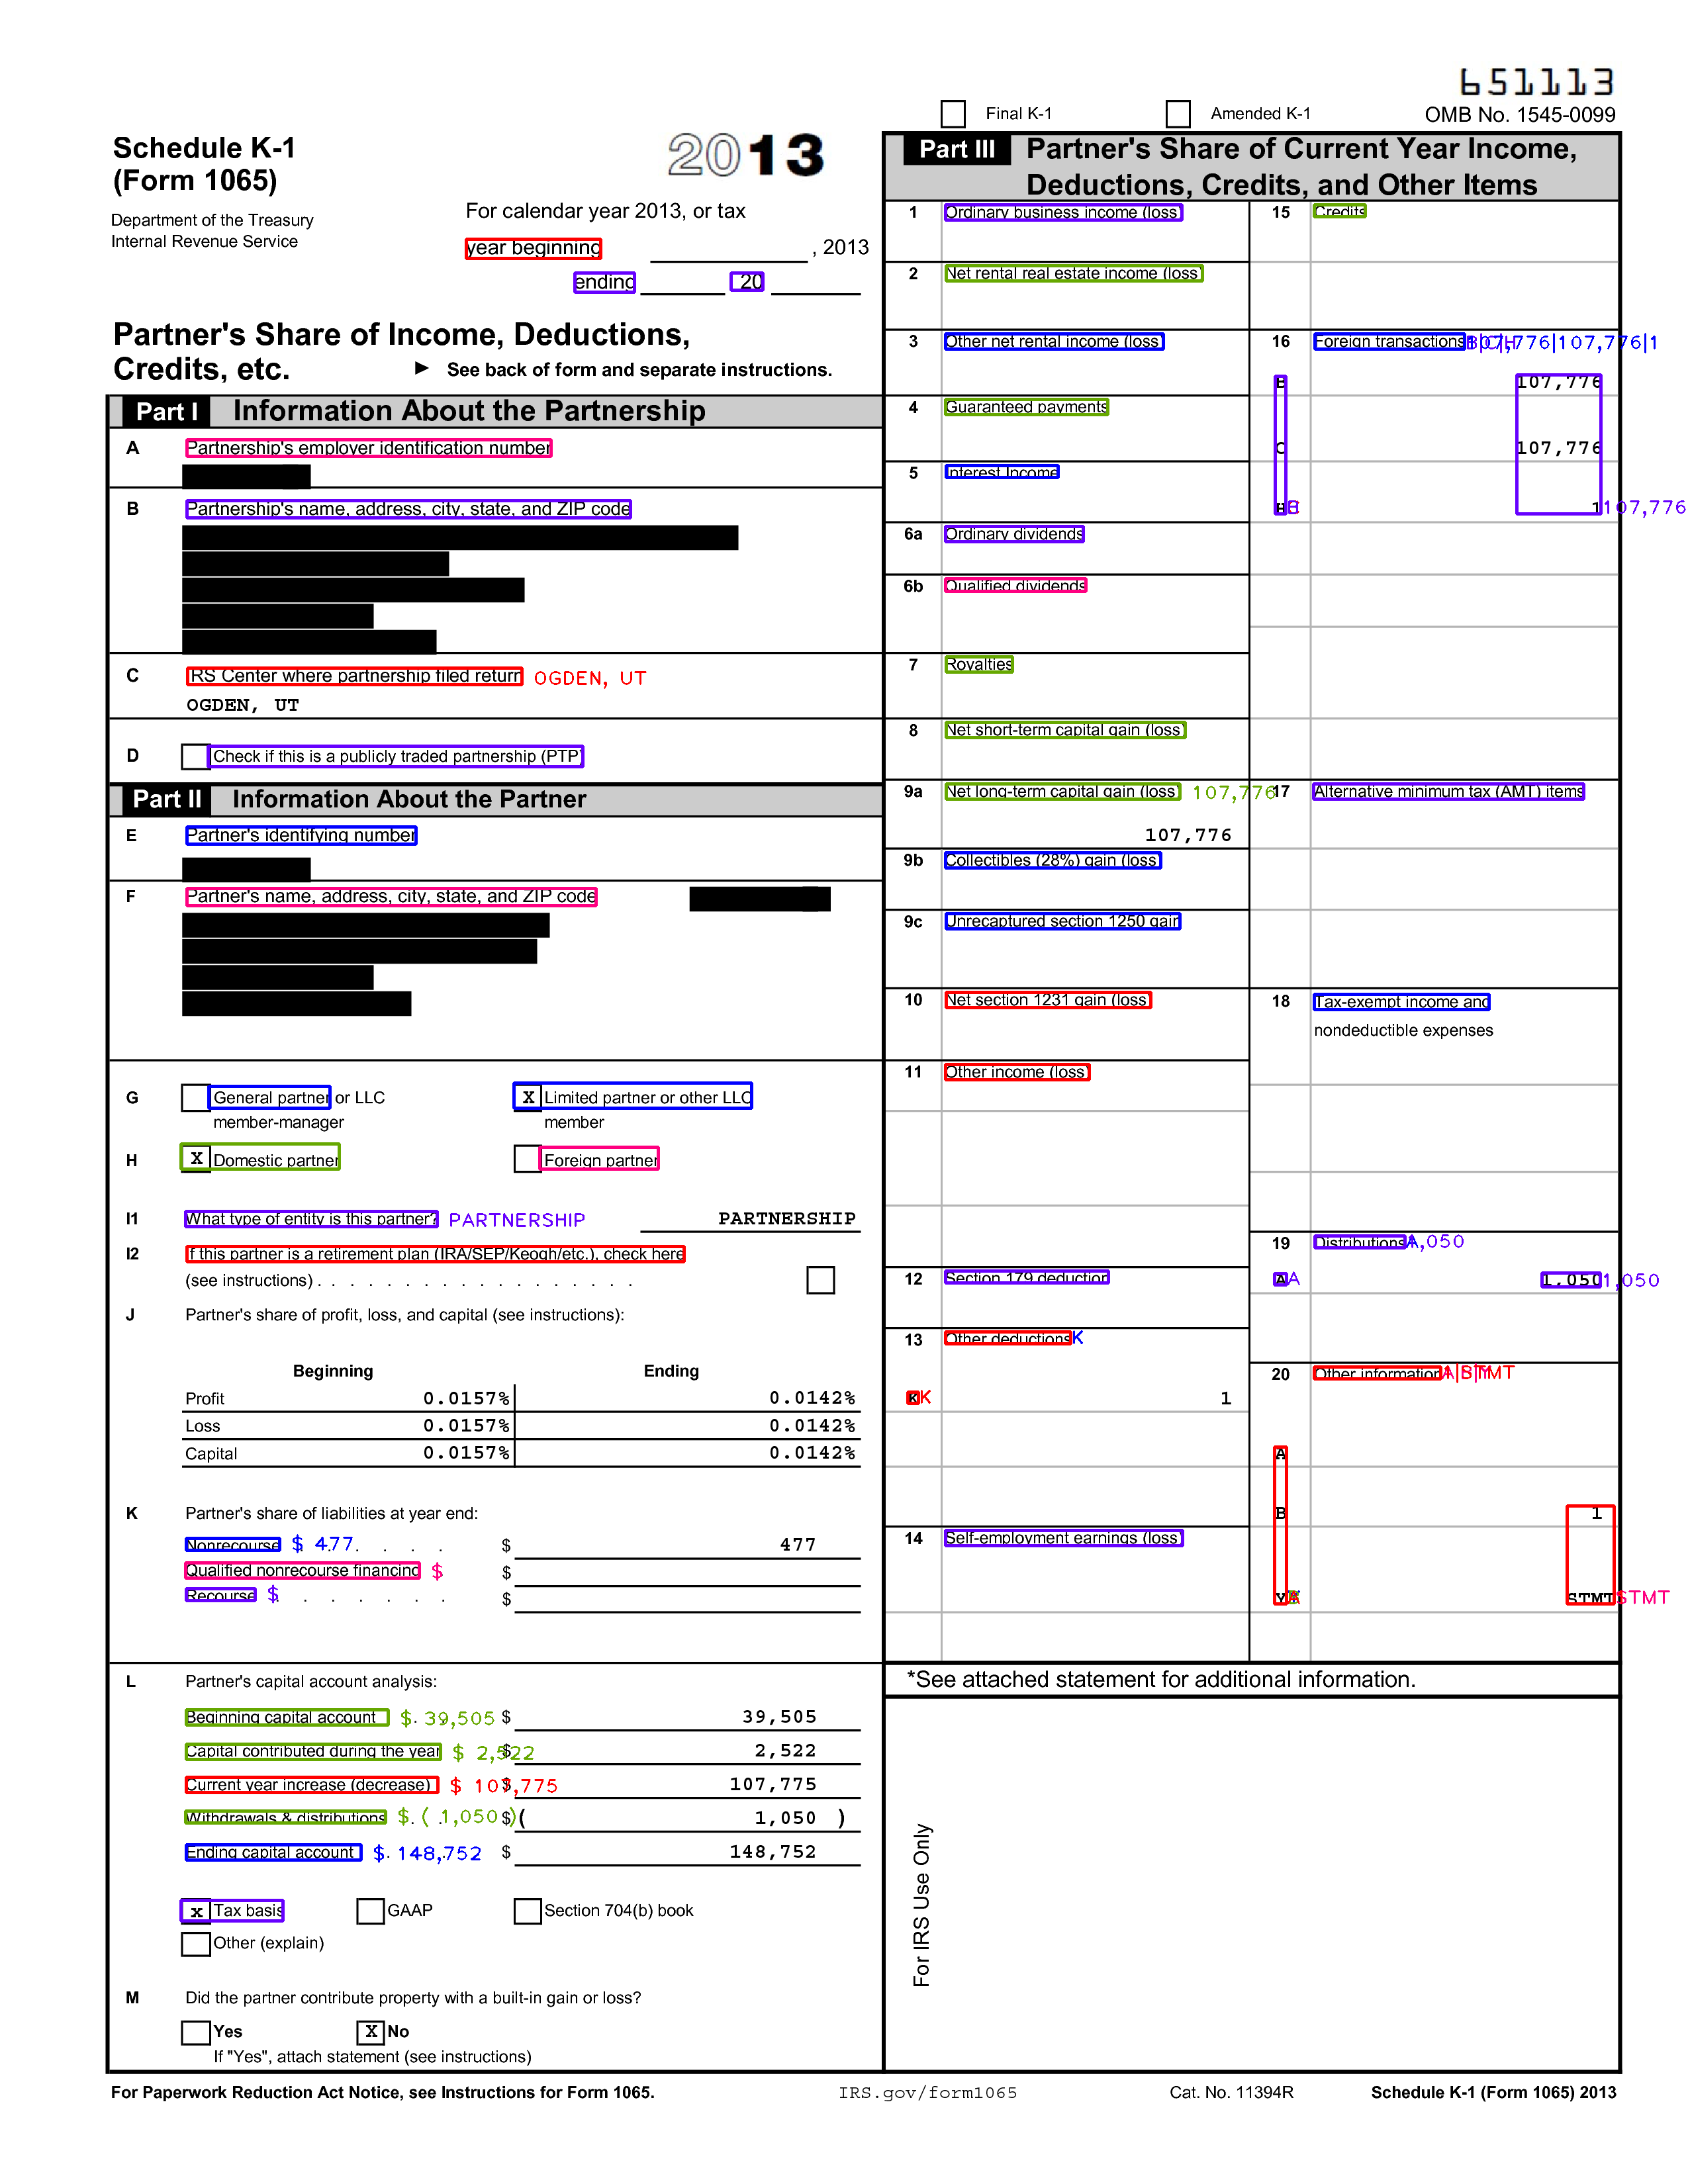 651113
Final K-1
Amended K-1
OMB No. 1545-0099
Schedule K-1
(Form 1065)
2013
Department of the Treasury
Internal Revenue Service
For calendar year 2013, or tax
year beginning , 2013
ending 20
Partner's Share of Income, Deductions,
Credits, etc.
► See back of form and separate instructions.
Part I Information About the Partnership
A Partnership's employer identification number
B Partnership's name, address, city, state, and ZIP code
C IRS Center where partnership filed return OGDEN, UT
OGDEN, UT
D Check if this is a publicly traded partnership (PTP)
Part II Information About the Partner
E Partner's identifying number
F Partner's name, address, city, state, and ZIP code
G General partner or LLC
member-manager
X Limited partner or other LLC
member
H X Domestic partner
Foreign partner
I1 What type of entity is this partner? PARTNERSHIP PARTNERSHIP
I2 If this partner is a retirement plan (IRA/SEP/Keogh/etc.), check here
(see instructions) . . . . . . . . . . . . . . . . .
J Partner's share of profit, loss, and capital (see instructions):
Beginning Ending
Profit 0.0157% 0.0142%
Loss 0.0157% 0.0142%
Capital 0.0157% 0.0142%
K Partner's share of liabilities at year end:
Nonrecourse $ 477 . . . . $ 477
Qualified nonrecourse financing $ $
Recourse $ . . . . . . $
L Partner's capital account analysis:
Beginning capital account $ 39,505 $ 39,505
Capital contributed during the year $ 2,522 $ 2,522
Current year increase (decrease) $ 107,775 $ 107,775
Withdrawals & distributions $ ( 1,050 ) $ ( 1,050 )
Ending capital account $ 148,752 $ 148,752
x Tax basis
GAAP
Section 704(b) book
Other (explain)
M Did the partner contribute property with a built-in gain or loss?
Yes
X No
If "Yes", attach statement (see instructions)
Part III Partner's Share of Current Year Income,
Deductions, Credits, and Other Items
1 Ordinary business income (loss)
2 Net rental real estate income (loss)
3 Other net rental income (loss)
4 Guaranteed payments
5 Interest Income
6a Ordinary dividends
6b Qualified dividends
7 Royalties
8 Net short-term capital gain (loss)
9a Net long-term capital gain (loss) 107,776
107,776
9b Collectibles (28%) gain (loss)
9c Unrecaptured section 1250 gain
10 Net section 1231 gain (loss)
11 Other income (loss)
12 Section 179 deduction
13 Other deductions K
K K 1
14 Self-employment earnings (loss)
15 Credits
16 Foreign transactions 107,776|107,776|1
B 107,776
C 107,776
H 1 107,776
17 Alternative minimum tax (AMT) items
18 Tax-exempt income and
nondeductible expenses
19 Distributions
A A 1,050 1,050
20 Other information
A
B 1
Y STMT STMT
*See attached statement for additional information.
For IRS Use Only
For Paperwork Reduction Act Notice, see Instructions for Form 1065.
IRS.gov/form1065
Cat. No. 11394R
Schedule K-1 (Form 1065) 2013